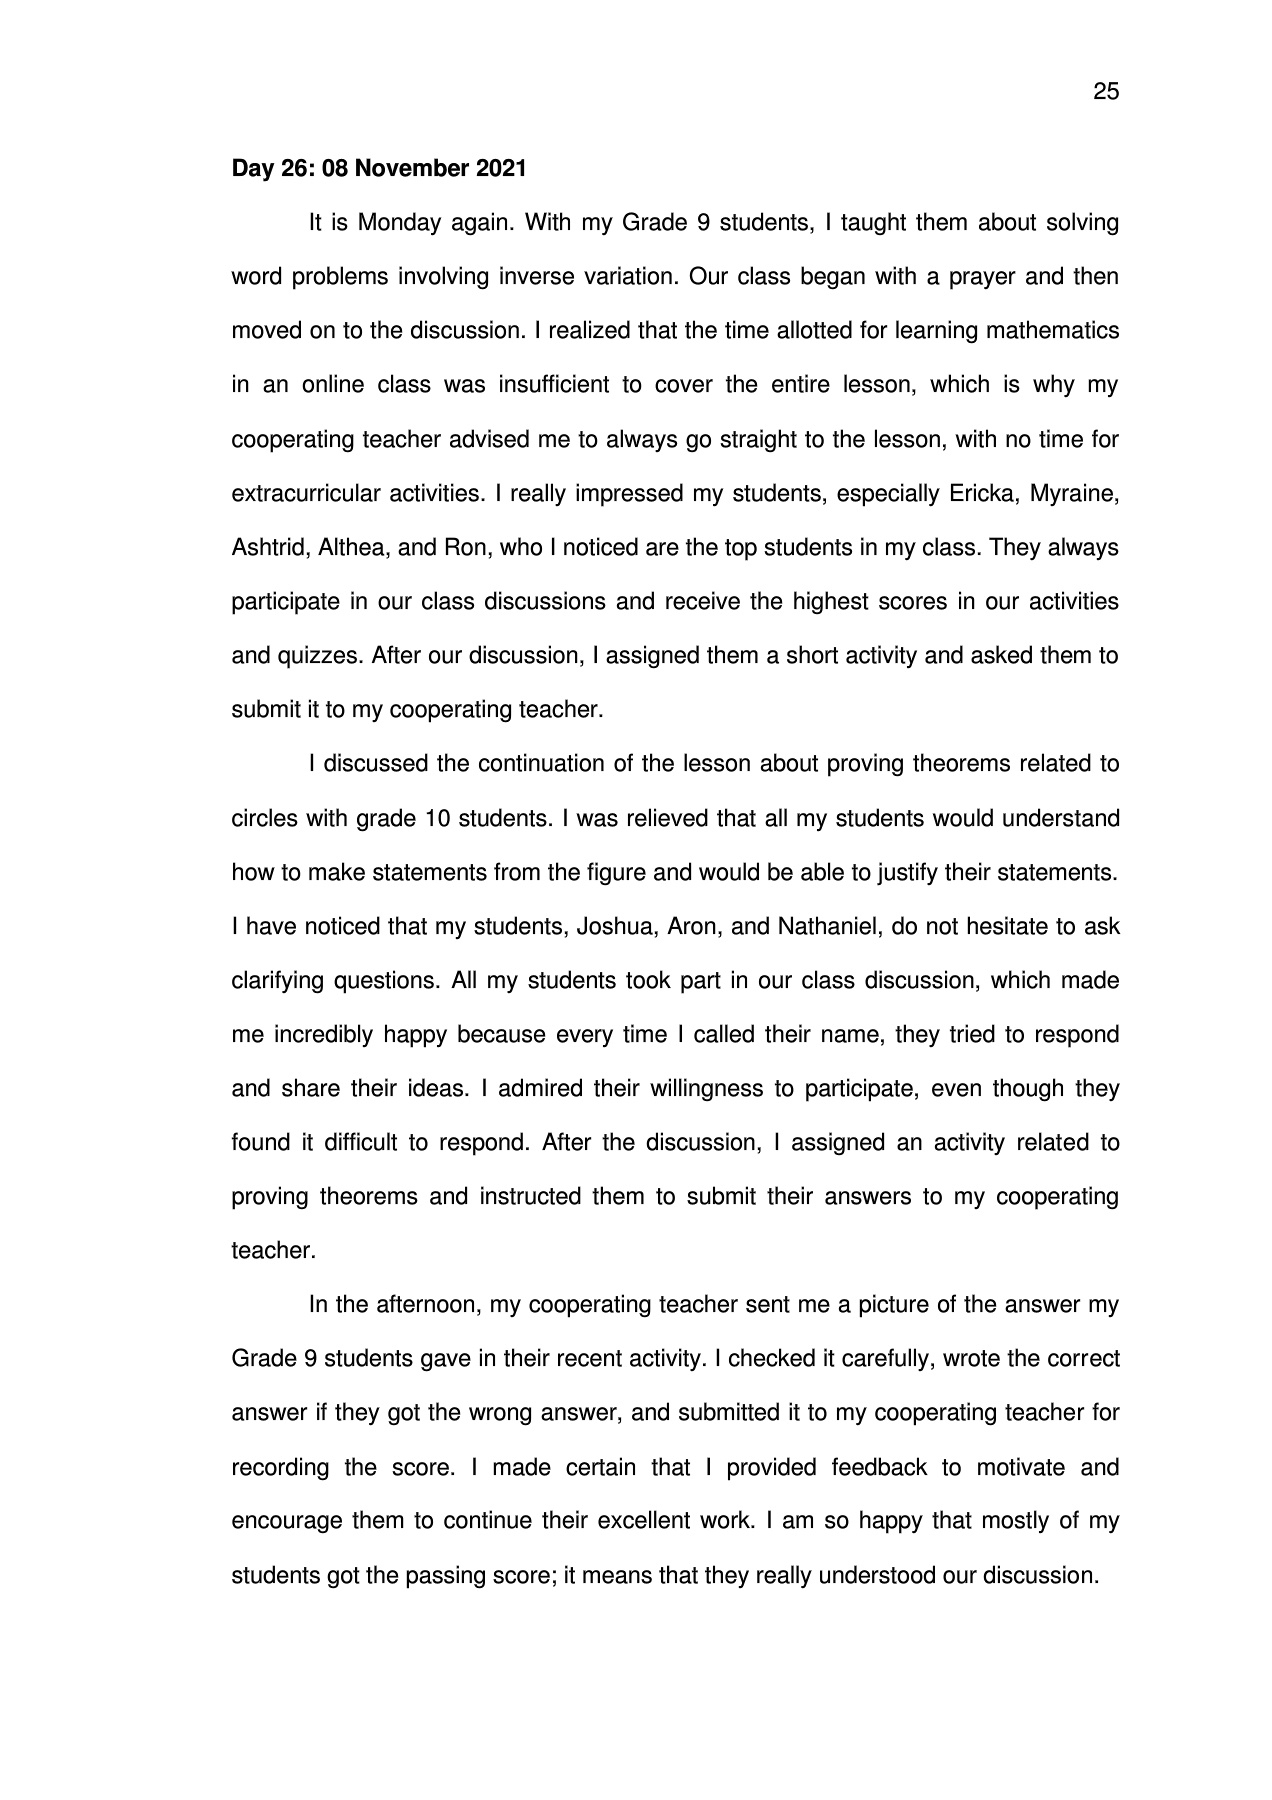 25
Day 26: 08 November 2021
It is Monday again. With my Grade 9 students, I taught them about solving
word problems involving inverse variation. Our class began with a prayer and then
moved on to the discussion. I realized that the time allotted for learning mathematics
in an online class was insufficient to cover the entire lesson, which is why my
cooperating teacher advised me to always go straight to the lesson, with no time for
extracurricular activities. I really impressed my students, especially Ericka, Myraine,
Ashtrid, Althea, and Ron, who I noticed are the top students in my class. They always
participate in our class discussions and receive the highest scores in our activities
and quizzes. After our discussion, I assigned them a short activity and asked them to
submit it to my cooperating teacher.
I discussed the continuation of the lesson about proving theorems related to
circles with grade 10 students. I was relieved that all my students would understand
how to make statements from the figure and would be able to justify their statements.
I have noticed that my students, Joshua, Aron, and Nathaniel, do not hesitate to ask
clarifying questions. All my students took part in our class discussion, which made
me incredibly happy because every time I called their name, they tried to respond
and share their ideas. I admired their willingness to participate, even though they
found it difficult to respond. After the discussion, I assigned an activity related to
proving theorems and instructed them to submit their answers to my cooperating
teacher.
In the afternoon, my cooperating teacher sent me a picture of the answer my
Grade 9 students gave in their recent activity. I checked it carefully, wrote the correct
answer if they got the wrong answer, and submitted it to my cooperating teacher for
recording the score. I made certain that I provided feedback to motivate and
encourage them to continue their excellent work. I am so happy that mostly of my
students got the passing score; it means that they really understood our discussion.